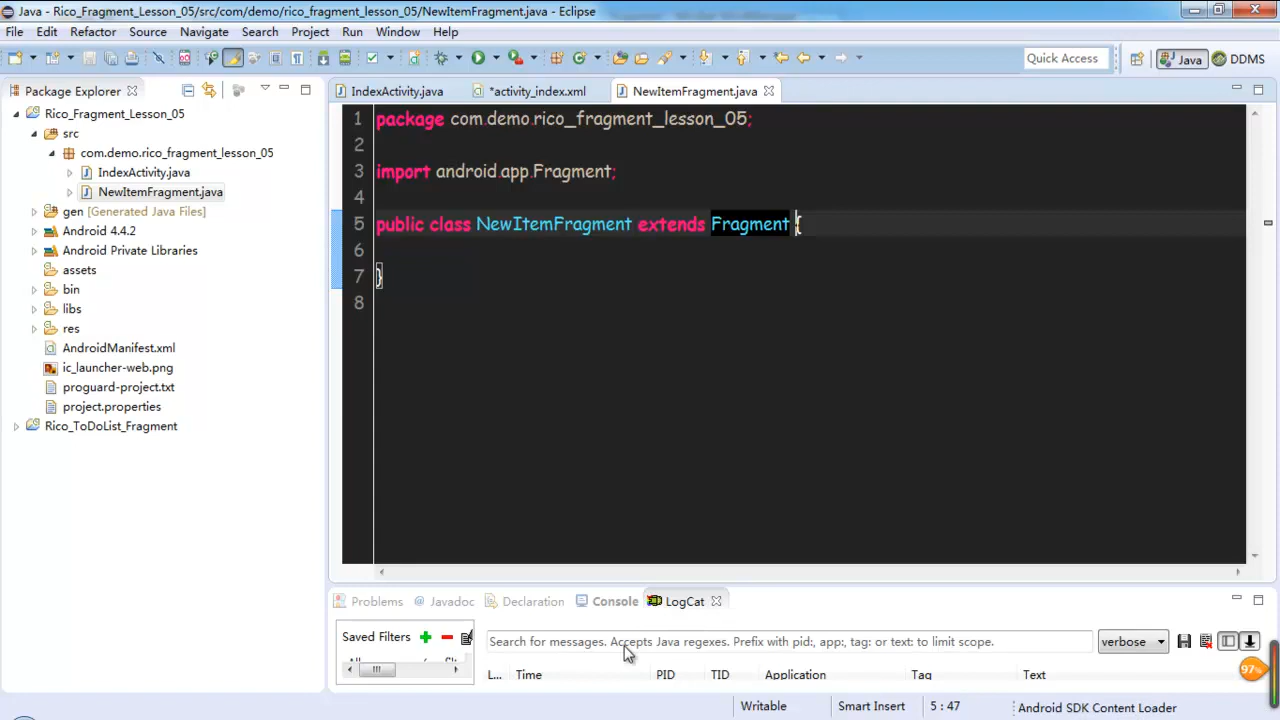 Java - Rico_Fragment_Lesson_05/src/com/demo/rico_fragment_lesson_05/NewItemFragment.java - Eclipse
File Edit Refactor Source Navigate Search Project Run Window Help
Quick Access Java DDMS
Package Explorer
IndexActivity.java *activity_index.xml NewItemFragment.java
Rico_Fragment_Lesson_05
src
com.demo.rico_fragment_lesson_05
IndexActivity.java
NewItemFragment.java
gen [Generated Java Files]
Android 4.4.2
Android Private Libraries
assets
bin
libs
res
AndroidManifest.xml
ic_launcher-web.png
proguard-project.txt
project.properties
Rico_ToDoList_Fragment
1 package com.demo.rico_fragment_lesson_05;
2
3 import android.app.Fragment;
4
5 public class NewItemFragment extends Fragment {
6
7 }
8
Problems @ Javadoc Declaration Console LogCat
Saved Filters
Search for messages. Accepts Java regexes. Prefix with pid:, app:, tag: or text: to limit scope.
verbose
L... Time PID TID Application Tag Text
97%
Writable Smart Insert 5 : 47 Android SDK Content Loader